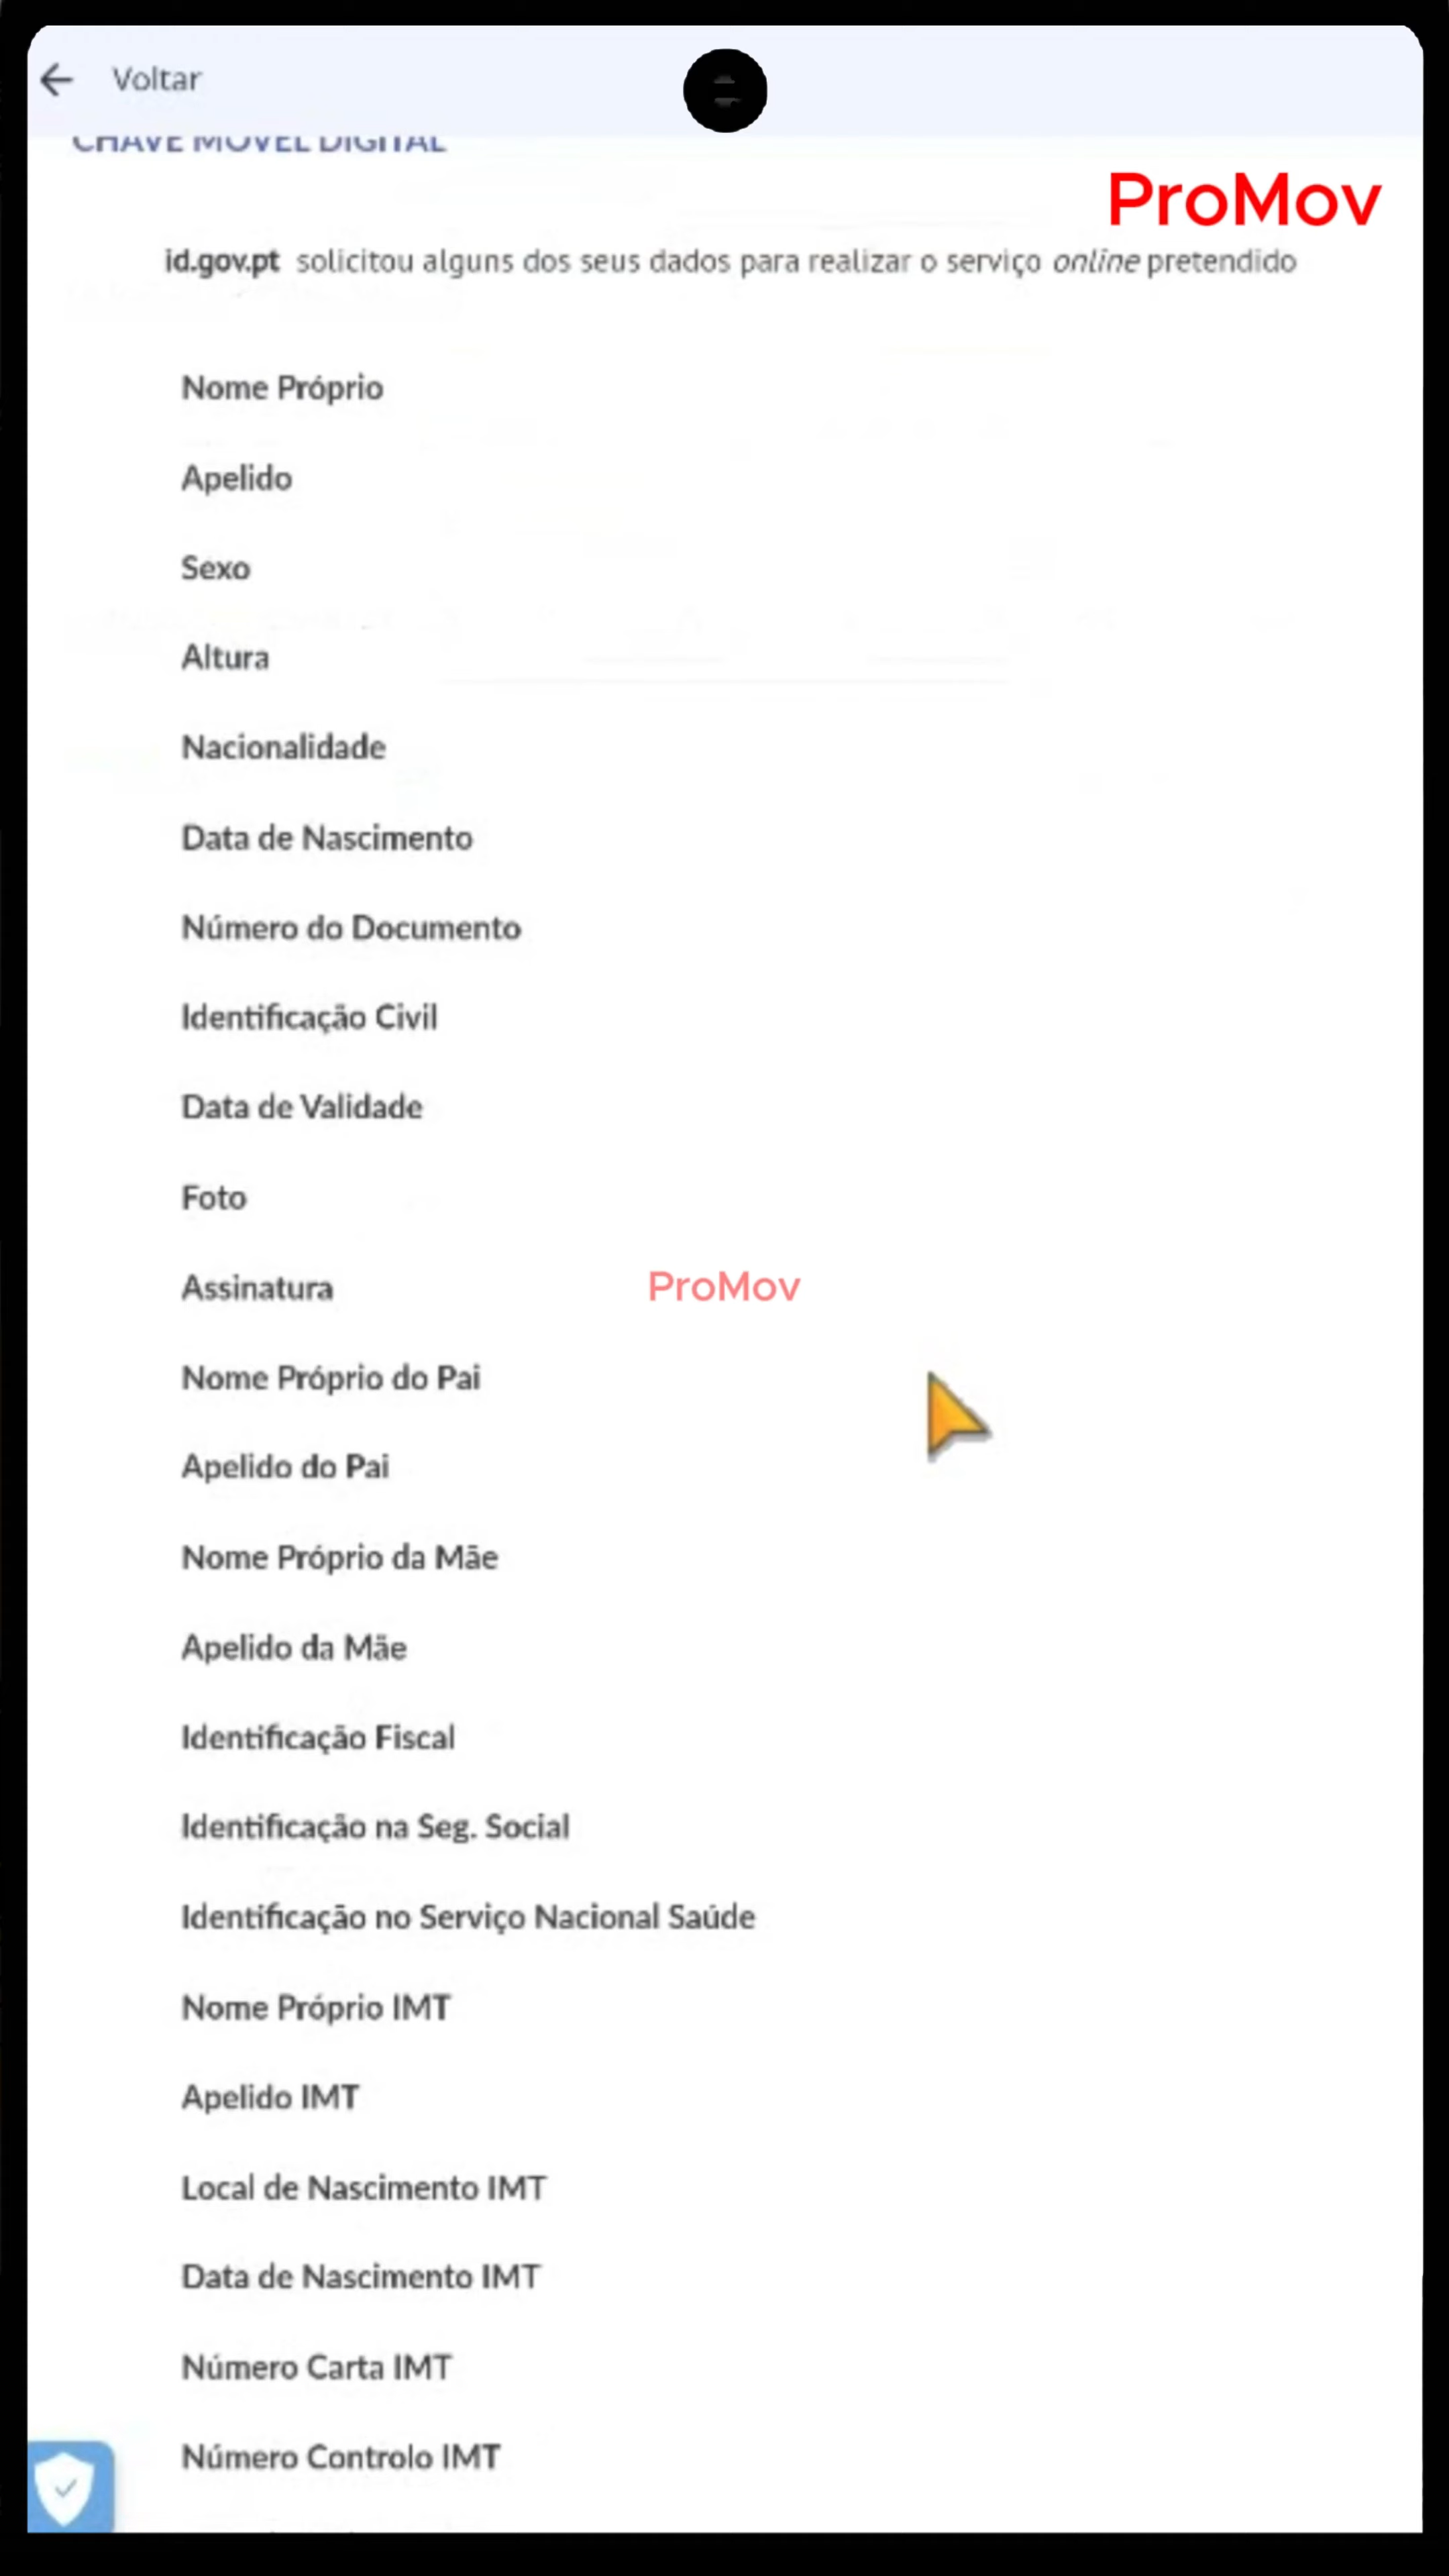 Voltar
CHAVE MÓVEL DIGITAL
ProMov
id.gov.pt solicitou alguns dos seus dados para realizar o serviço online pretendido
Nome Próprio
Apelido
Sexo
Altura
Nacionalidade
Data de Nascimento
Número do Documento
Identificação Civil
Data de Validade
Foto
Assinatura
ProMov
Nome Próprio do Pai
Apelido do Pai
Nome Próprio da Mãe
Apelido da Mãe
Identificação Fiscal
Identificação na Seg. Social
Identificação no Serviço Nacional Saúde
Nome Próprio IMT
Apelido IMT
Local de Nascimento IMT
Data de Nascimento IMT
Número Carta IMT
Número Controlo IMT